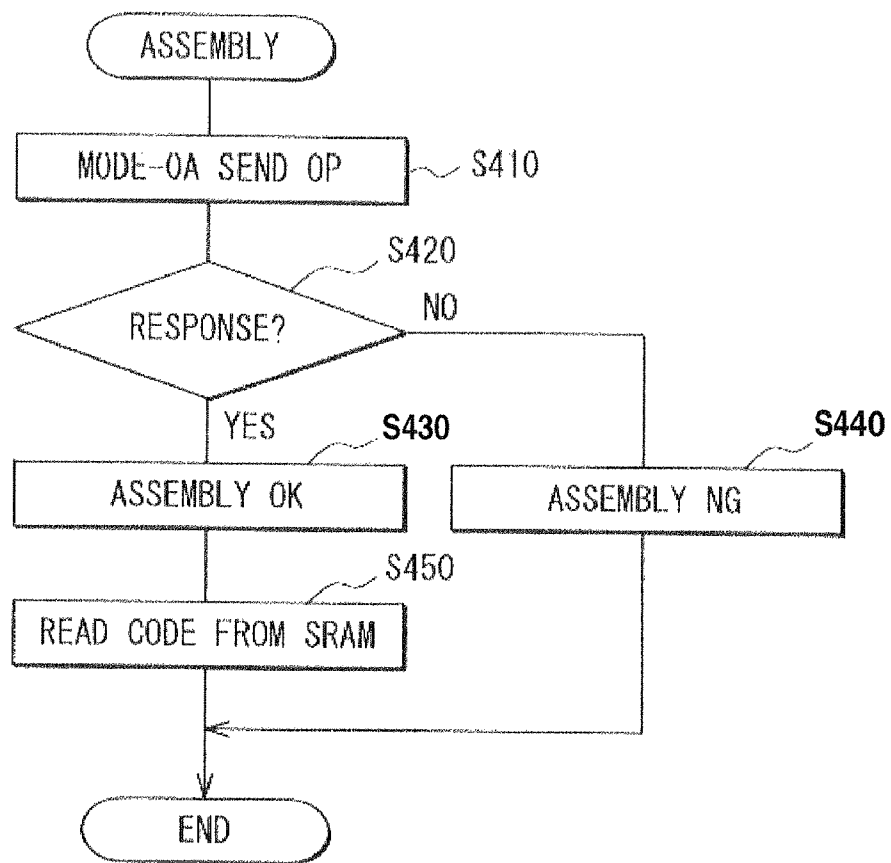 ASSEMBLY
MODE-OA SEND OP
S410
S420
RESPONSE?
NO
YES
S430
S440
ASSEMBLY OK
ASSEMBLY NG
S450
READ CODE FROM SRAM
END